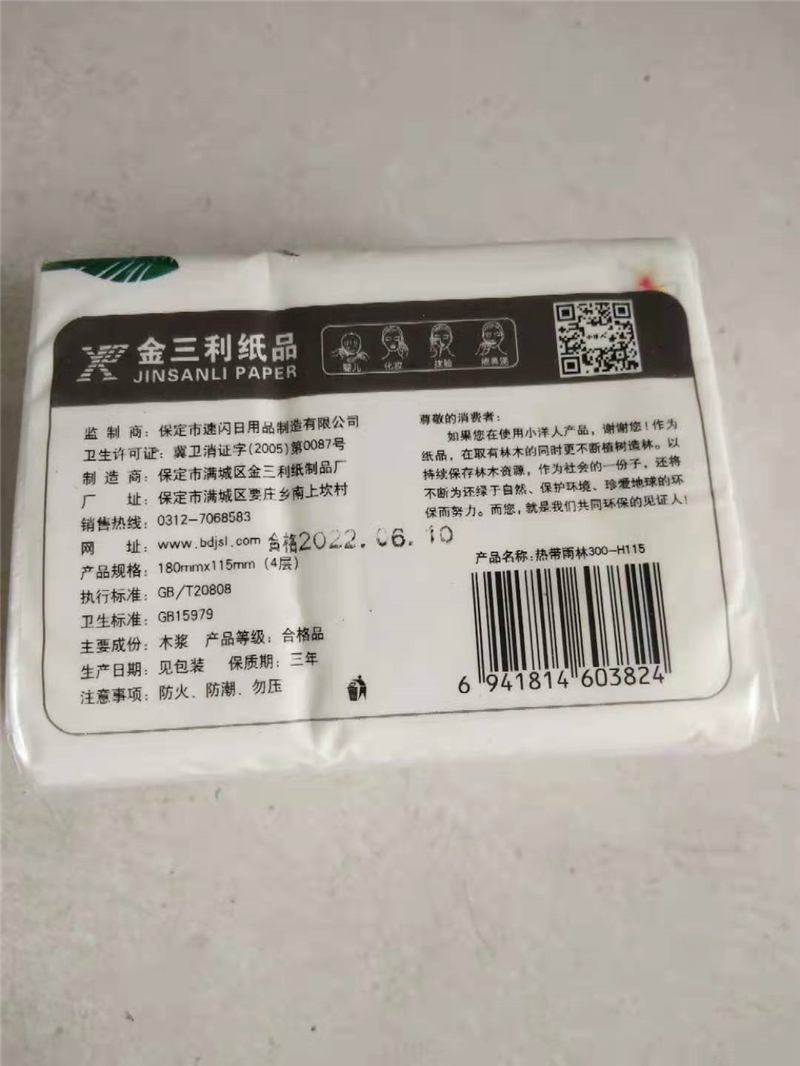 金三利纸品
JINSANLI PAPER
婴儿 化妆
监制商：保定市速闪日用品制造有限公司
卫生许可证：冀卫消证字(2005)第0087号
制造商：保定市满城区金三利纸制品厂
厂址：保定市满城区要庄乡南上坎村
销售热线：0312-7068583
网址：www.bdjsl.com
合格2022.06.10
产品规格：180mmx115mm（4层）
执行标准：GB/T20808
卫生标准：GB15979
主要成份：木浆 产品等级：合格品
生产日期：见包装 保质期：三年
注意事项：防火、防潮、勿压
尊敬的消费者：
如果您在使用小洋人产品，谢谢您！作为
纸品，在取有林木的同时更不断植树造林。以
持续保存林木资源，作为社会的一份子，还将
不断为还绿于自然、保护环境、珍爱地球的环
保而努力。而您，就是我们共同环保的见证人！
产品名称：热带雨林300-H115
6 941814 603824